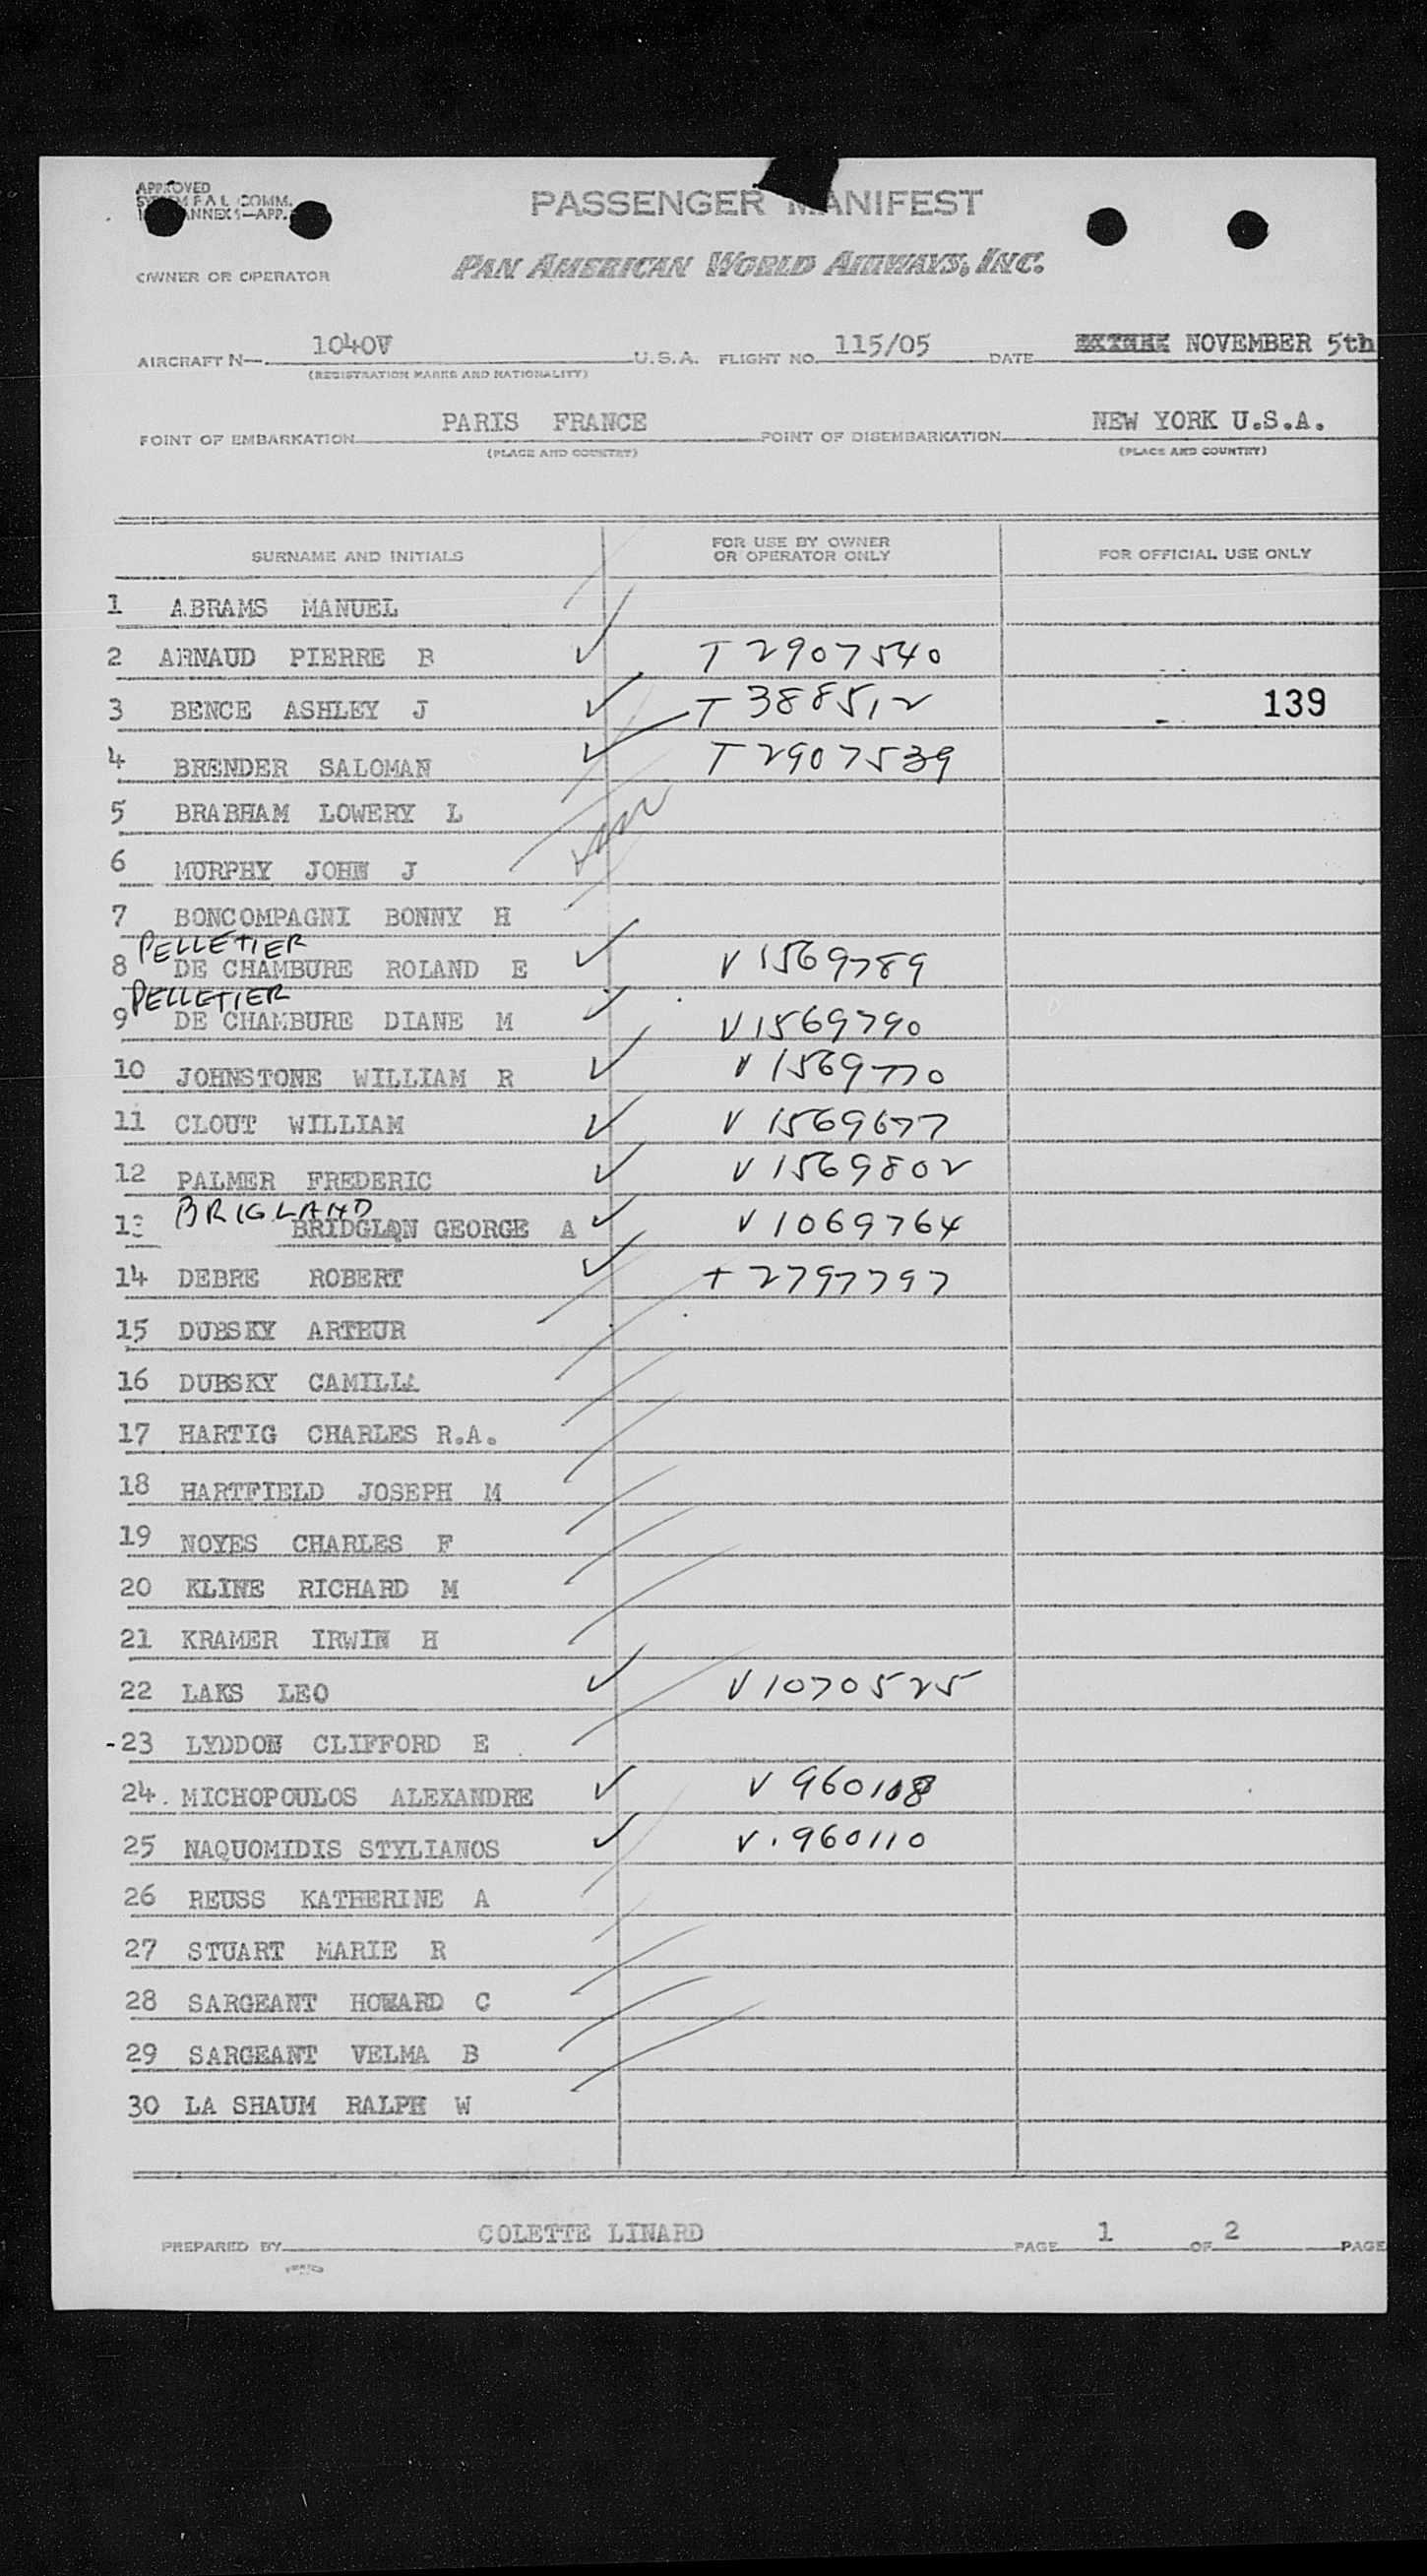 APPROVED
F A L COMM.
ANNEX 9—APP.
PASSENGER MANIFEST
OWNER OR OPERATOR PAN AMERICAN WORLD AIRWAYS, INC.
AIRCRAFT N— 1040V U.S.A. FLIGHT NO. 115/05 DATE NOVEMBER 5th
(REGISTRATION MARKS AND NATIONALITY)
POINT OF EMBARKATION PARIS FRANCE POINT OF DISEMBARKATION NEW YORK U.S.A.
(PLACE AND COUNTRY) (PLACE AND COUNTRY)
SURNAME AND INITIALS FOR USE BY OWNER OR OPERATOR ONLY FOR OFFICIAL USE ONLY
1 ABRAMS MANUEL
2 ARNAUD PIERRE B T 2907540
3 BENCE ASHLEY J T 388512 139
4 BRENDER SALOMAN T 2907539
5 BRABHAM LOWERY L
6 MURPHY JOHN J
7 BONCOMPAGNI BONNY H
PELLETIER
8 DE CHAMBURE ROLAND E V 1569789
PELLETIER
9 DE CHAMBURE DIANE M V 1569790
10 JOHNSTONE WILLIAM R V 1569770
11 CLOUT WILLIAM V 1569677
12 PALMER FREDERIC V 1569802
BRIGLAND
13 BRIDGLAN GEORGE A V 1069764
14 DEBRE ROBERT T 2797797
15 DUBSKY ARTHUR
16 DUBSKY CAMILLA
17 HARTIG CHARLES R.A.
18 HARTFIELD JOSEPH M
19 NOYES CHARLES F
20 KLINE RICHARD M
21 KRAMER IRWIN H
22 LAKS LEO V 1070525
-23 LYDDON CLIFFORD E
24. MICHOPOULOS ALEXANDRE V 960108
25 NAQUOMIDIS STYLIANOS V. 960110
26 REUSS KATHERINE A
27 STUART MARIE R
28 SARGEANT HOWARD C
29 SARGEANT VELMA B
30 LA SHAUM RALPH W
PREPARED BY COLETTE LINARD PAGE 1 OF 2 PAGE